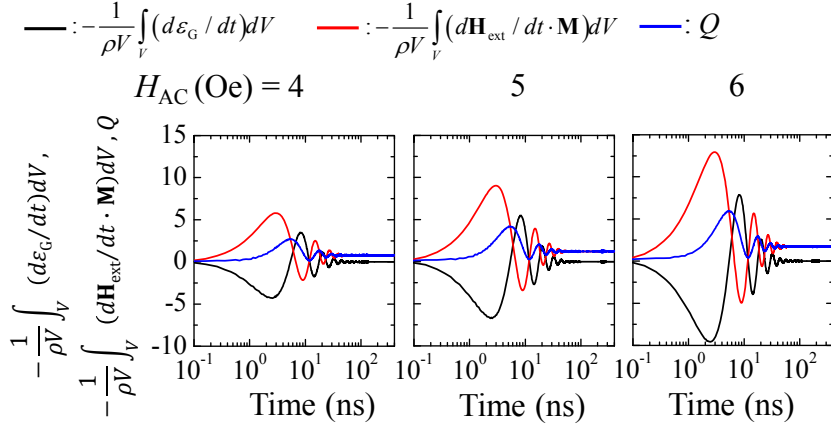 : −1/ρV ∫_V (dε_G / dt)dV : −1/ρV ∫_V (dH_ext / dt · M)dV : Q
H_AC (Oe) = 4 5 6
−1/ρV ∫_V (dε_G/dt)dV ,
−1/ρV ∫_V (dH_ext/dt · M)dV , Q
15
10
5
0
-5
-10
10^-1 10^0 10^1 10^2 10^-1 10^0 10^1 10^2 10^-1 10^0 10^1 10^2
Time (ns) Time (ns) Time (ns)